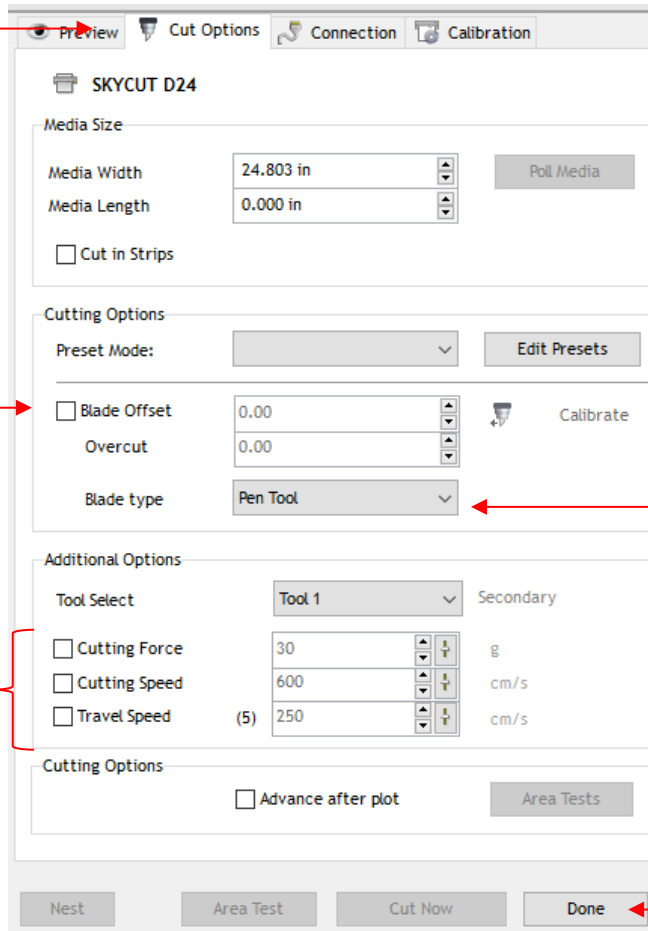 Preview Cut Options Connection Calibration
SKYCUT D24
Media Size
Media Width 24.803 in Poll Media
Media Length 0.000 in
Cut in Strips
Cutting Options
Preset Mode: Edit Presets
Blade Offset 0.00 Calibrate
Overcut 0.00
Blade type Pen Tool
Additional Options
Tool Select Tool 1 Secondary
Cutting Force 30 g
Cutting Speed 600 cm/s
Travel Speed (5) 250 cm/s
Cutting Options
Advance after plot Area Tests
Nest Area Test Cut Now Done